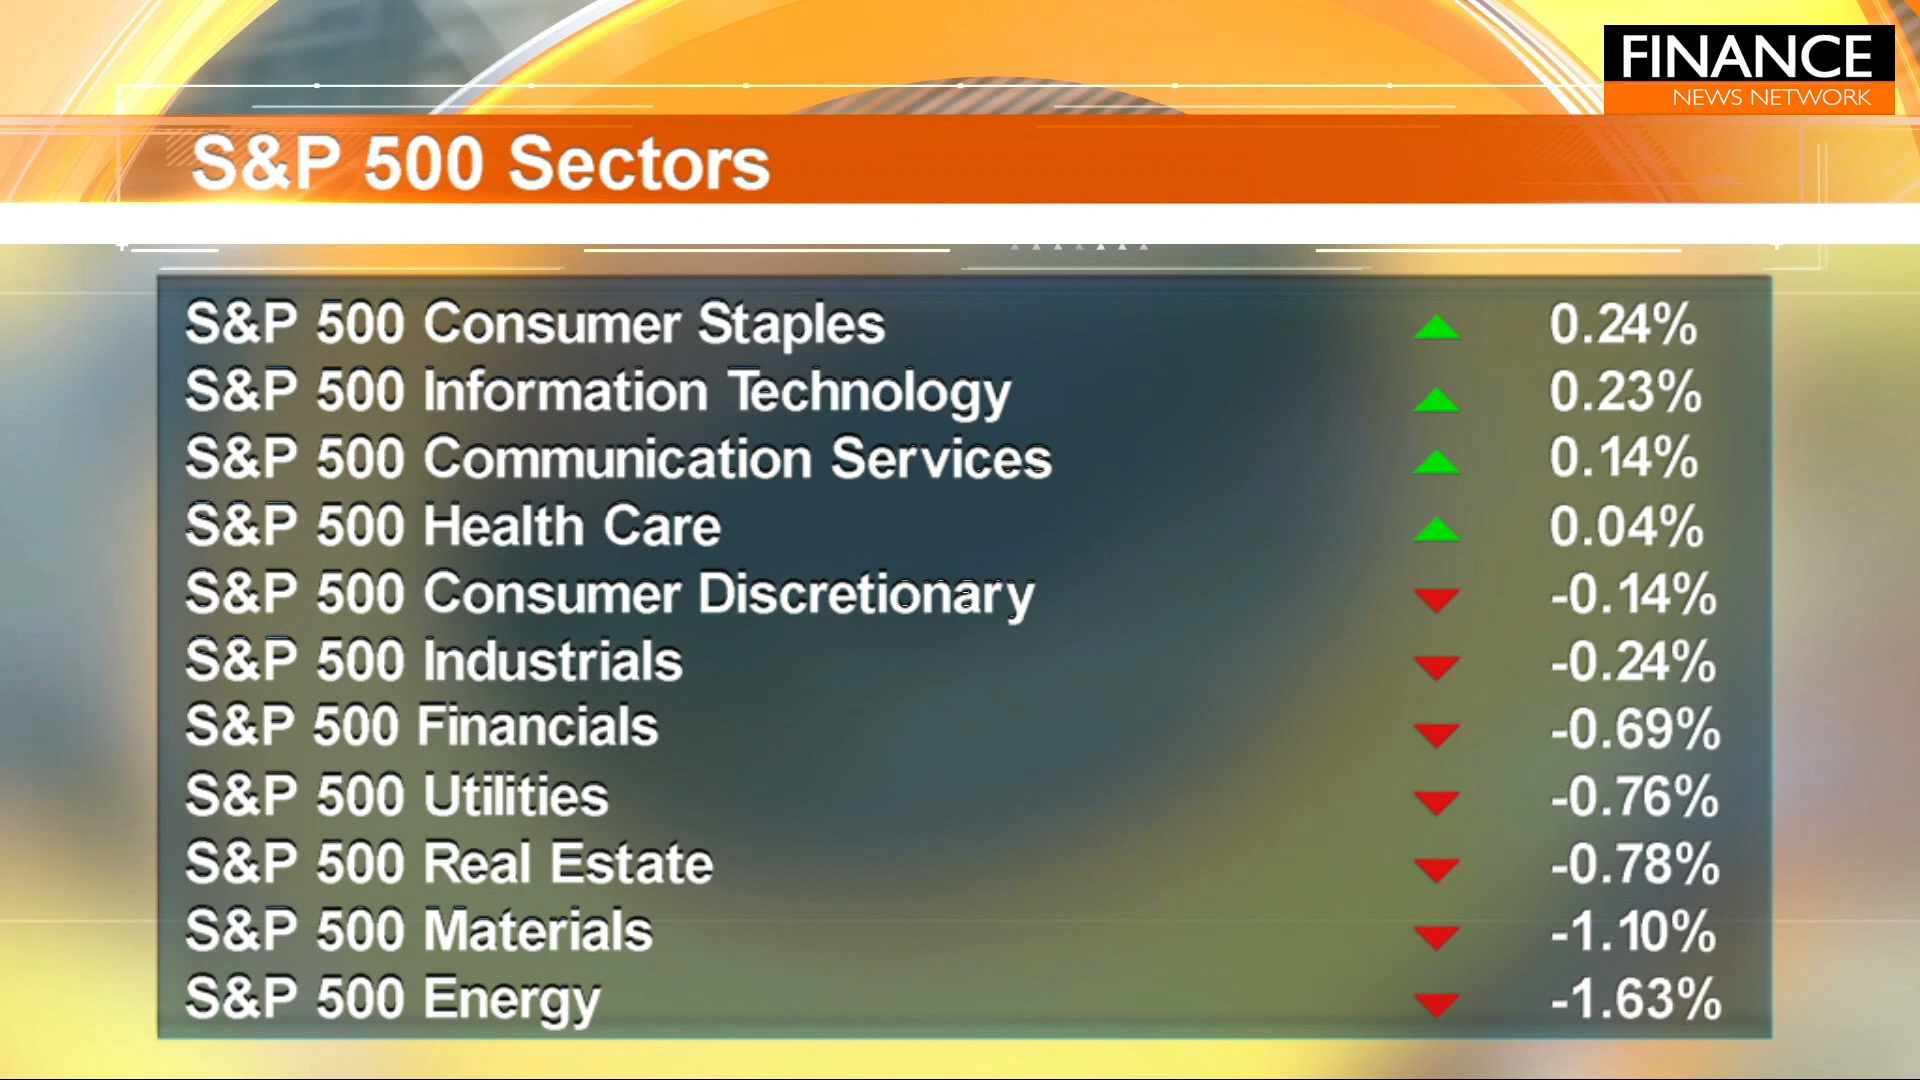 FINANCE
NEWS NETWORK
S&P 500 Sectors
S&P 500 Consumer Staples 0.24%
S&P 500 Information Technology 0.23%
S&P 500 Communication Services 0.14%
S&P 500 Health Care 0.04%
S&P 500 Consumer Discretionary -0.14%
S&P 500 Industrials -0.24%
S&P 500 Financials -0.69%
S&P 500 Utilities -0.76%
S&P 500 Real Estate -0.78%
S&P 500 Materials -1.10%
S&P 500 Energy -1.63%